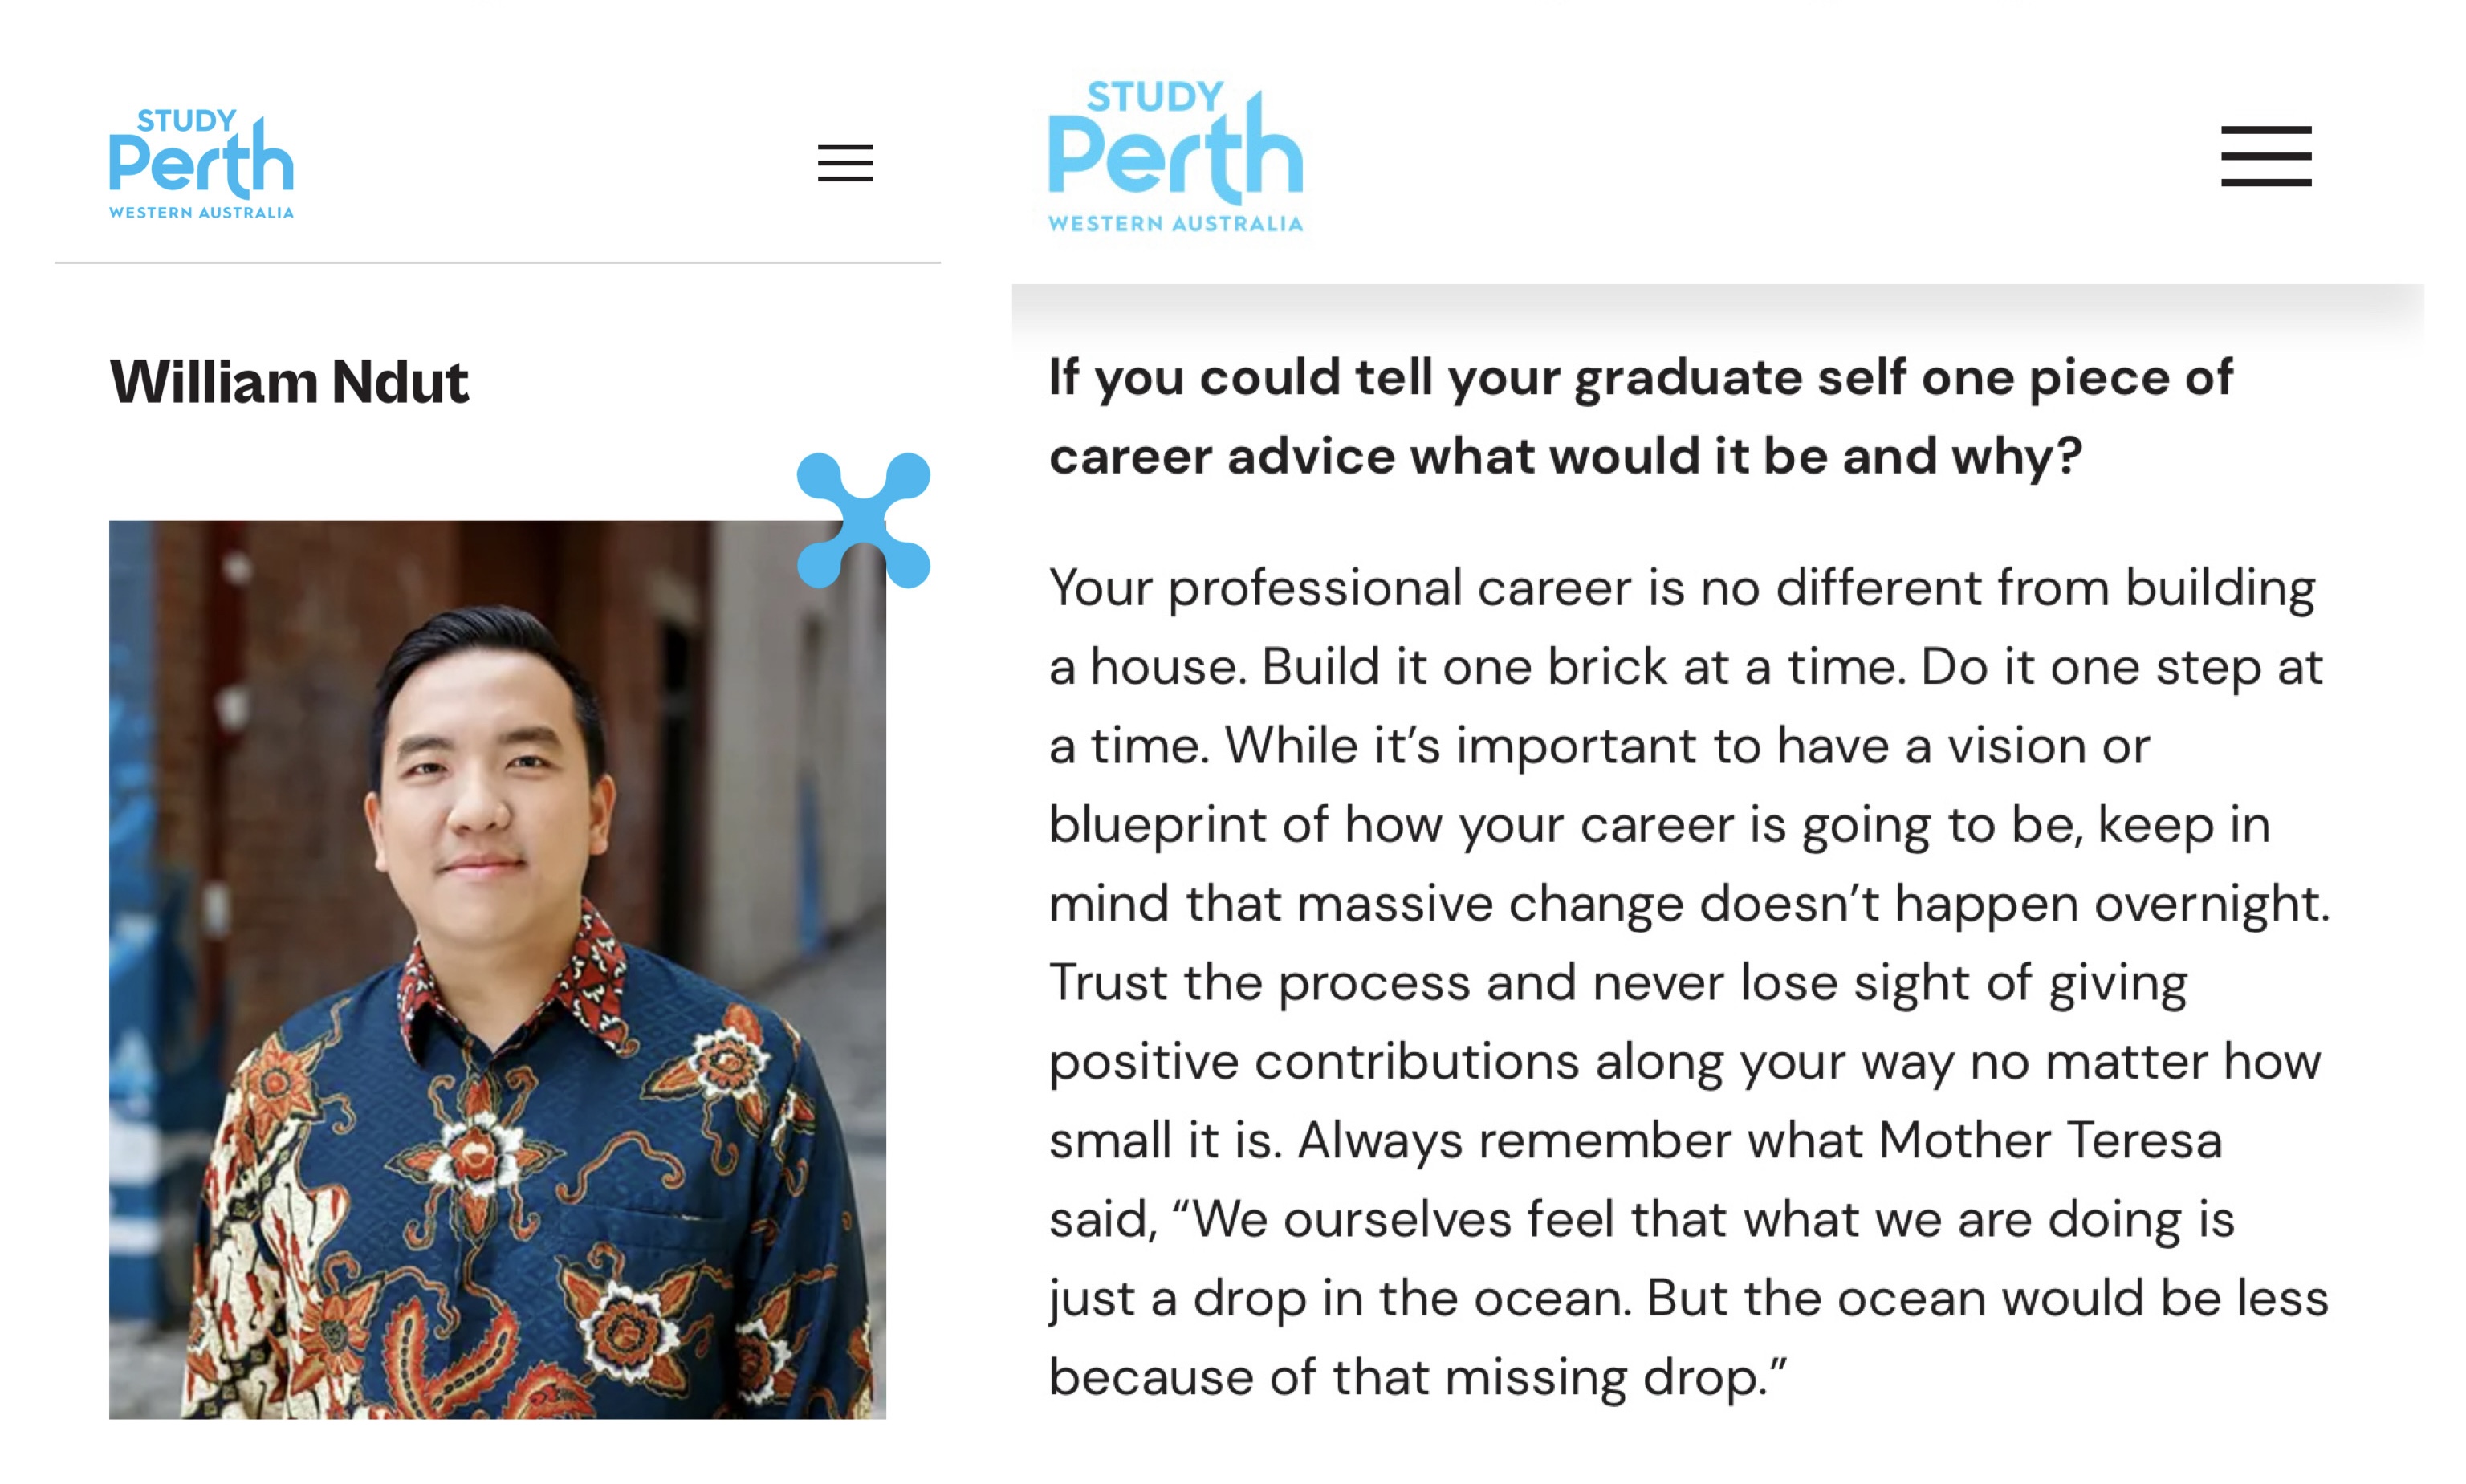 STUDY
Perth
WESTERN AUSTRALIA
William Ndut
STUDY
Perth
WESTERN AUSTRALIA
If you could tell your graduate self one piece of
career advice what would it be and why?
Your professional career is no different from building
a house. Build it one brick at a time. Do it one step at
a time. While it’s important to have a vision or
blueprint of how your career is going to be, keep in
mind that massive change doesn’t happen overnight.
Trust the process and never lose sight of giving
positive contributions along your way no matter how
small it is. Always remember what Mother Teresa
said, “We ourselves feel that what we are doing is
just a drop in the ocean. But the ocean would be less
because of that missing drop.”